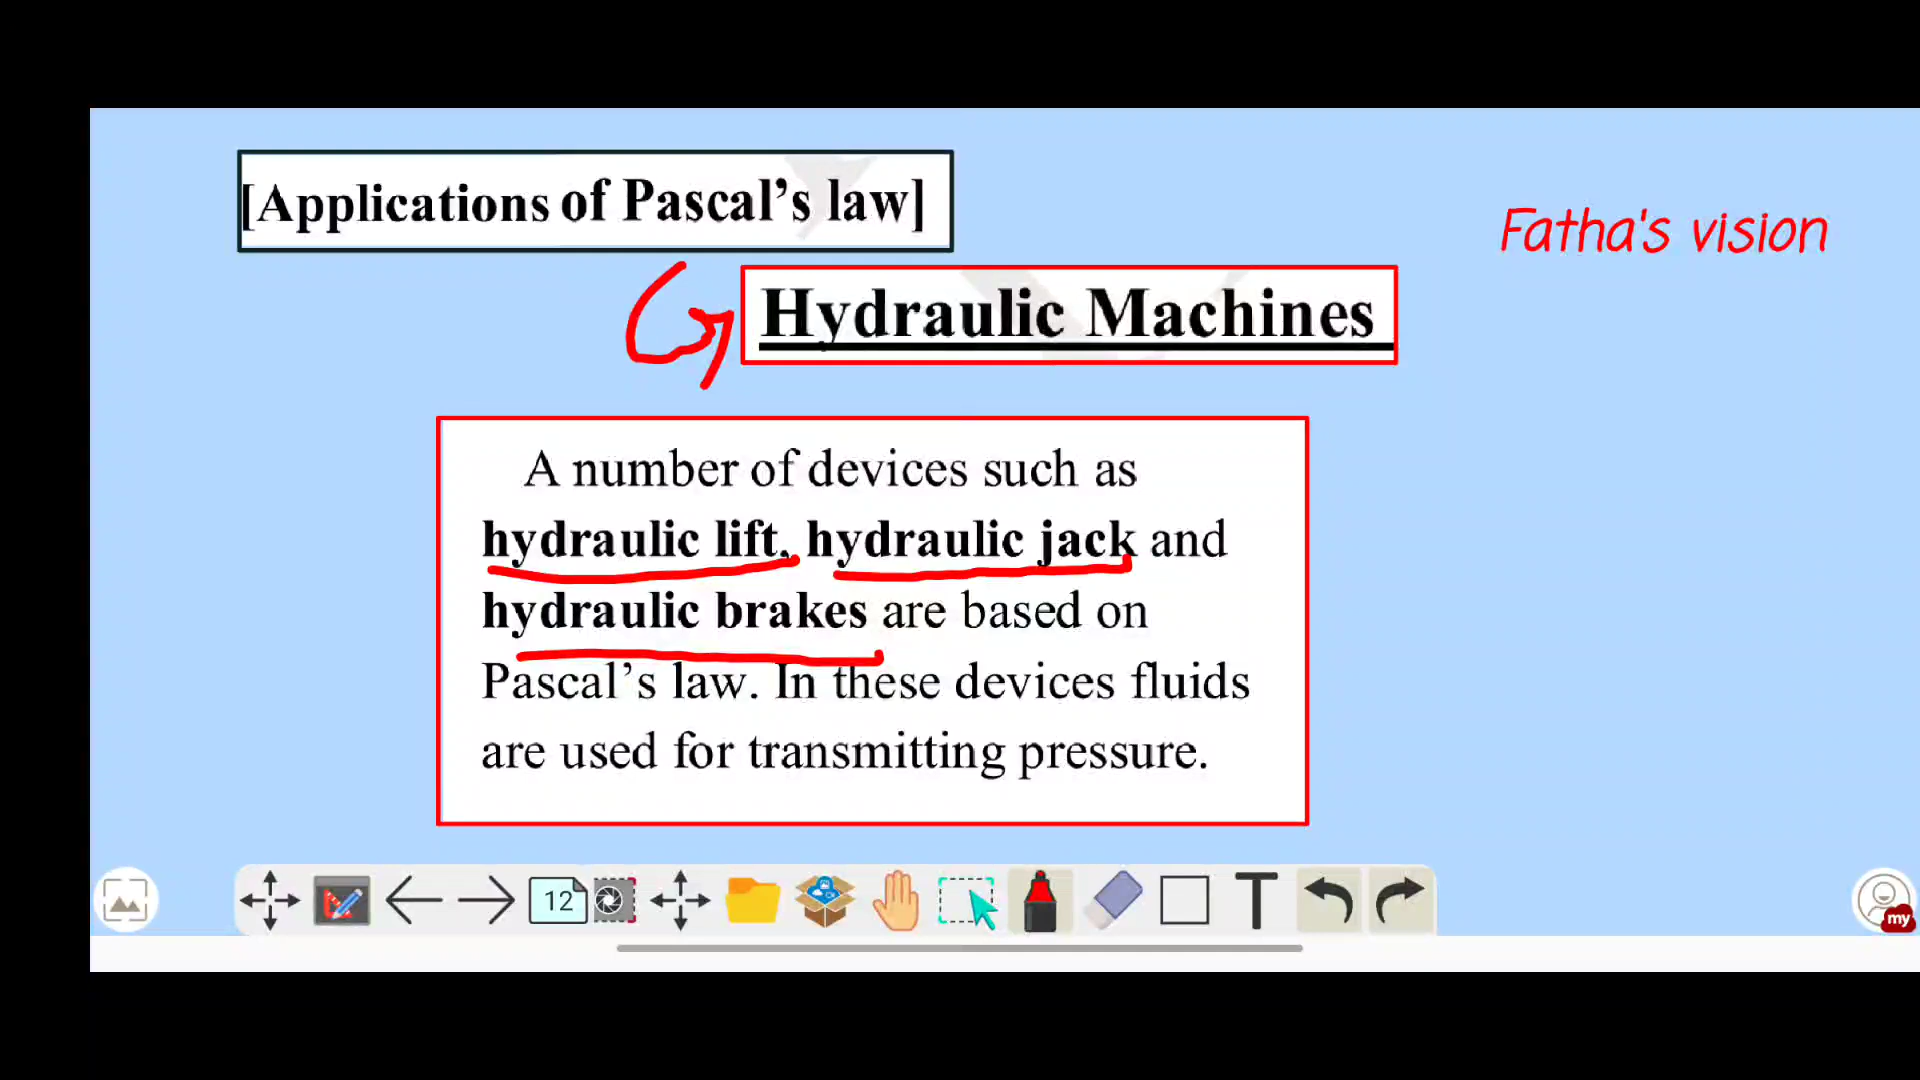 [Applications of Pascal's law]
Fatha's vision
Hydraulic Machines
A number of devices such as
hydraulic lift, hydraulic jack and
hydraulic brakes are based on
Pascal's law. In these devices fluids
are used for transmitting pressure.
12
T
my